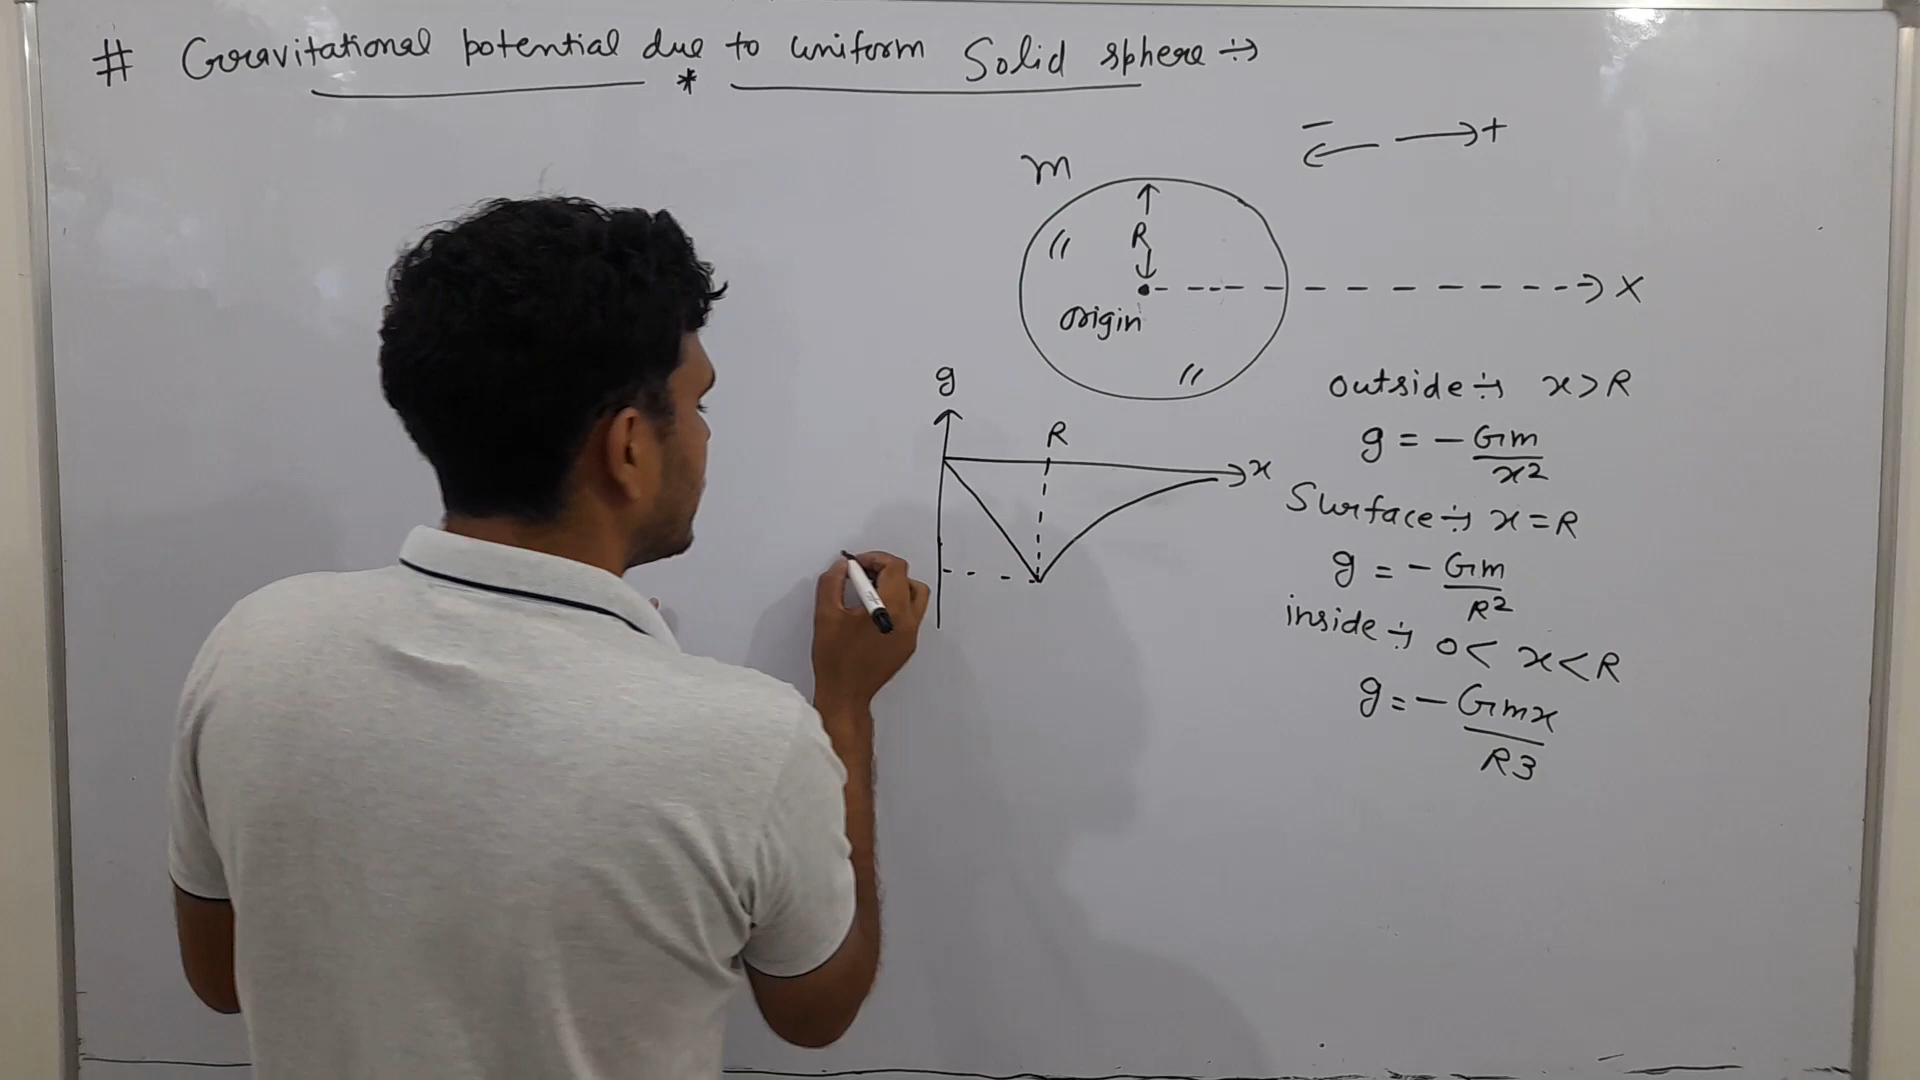 # Gravitational potential due to uniform Solid sphere :→
*
− +
m
R
origin
X
g
R
x
outside :→ x>R
g = − Gm/x2
Surface :→ x = R
g = − Gm/R2
inside :→ 0< x<R
g = − Gmx/R3